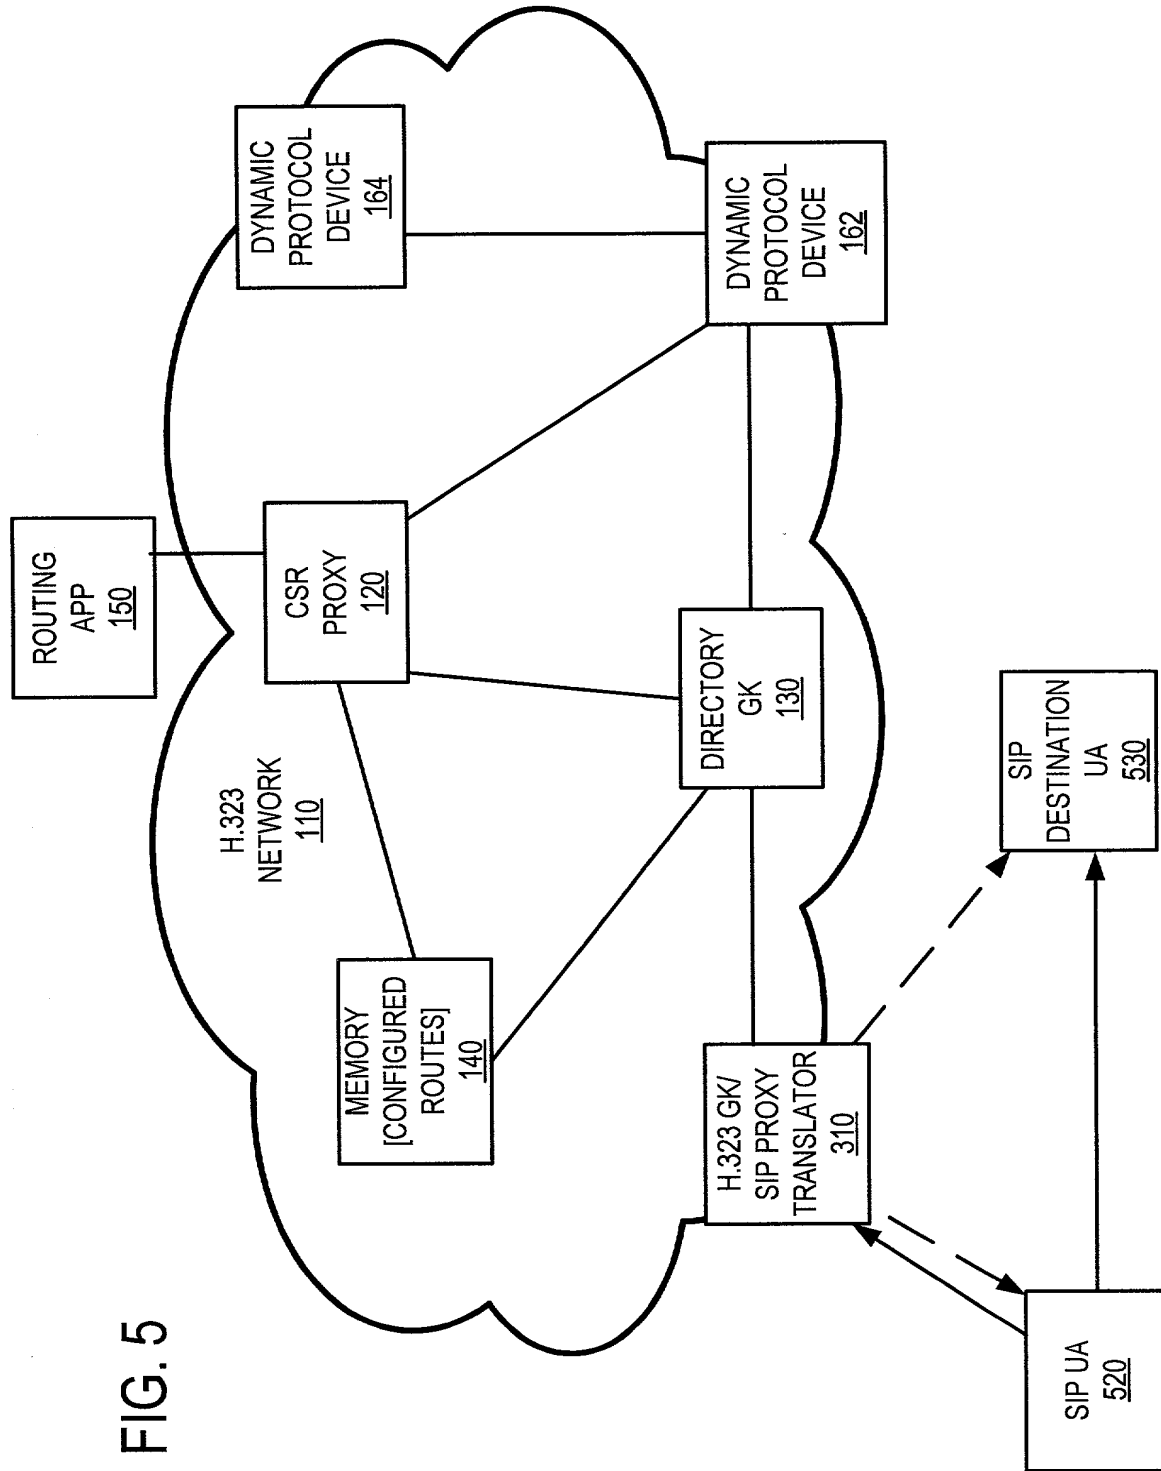 FIG. 5
ROUTING
APP
150
H.323
NETWORK
110
MEMORY
[CONFIGURED
ROUTES]
140
CSR
PROXY
120
DYNAMIC
PROTOCOL
DEVICE
164
H.323 GK/
SIP PROXY
TRANSLATOR
310
DIRECTORY
GK
130
DYNAMIC
PROTOCOL
DEVICE
162
SIP UA
520
SIP
DESTINATION
UA
530